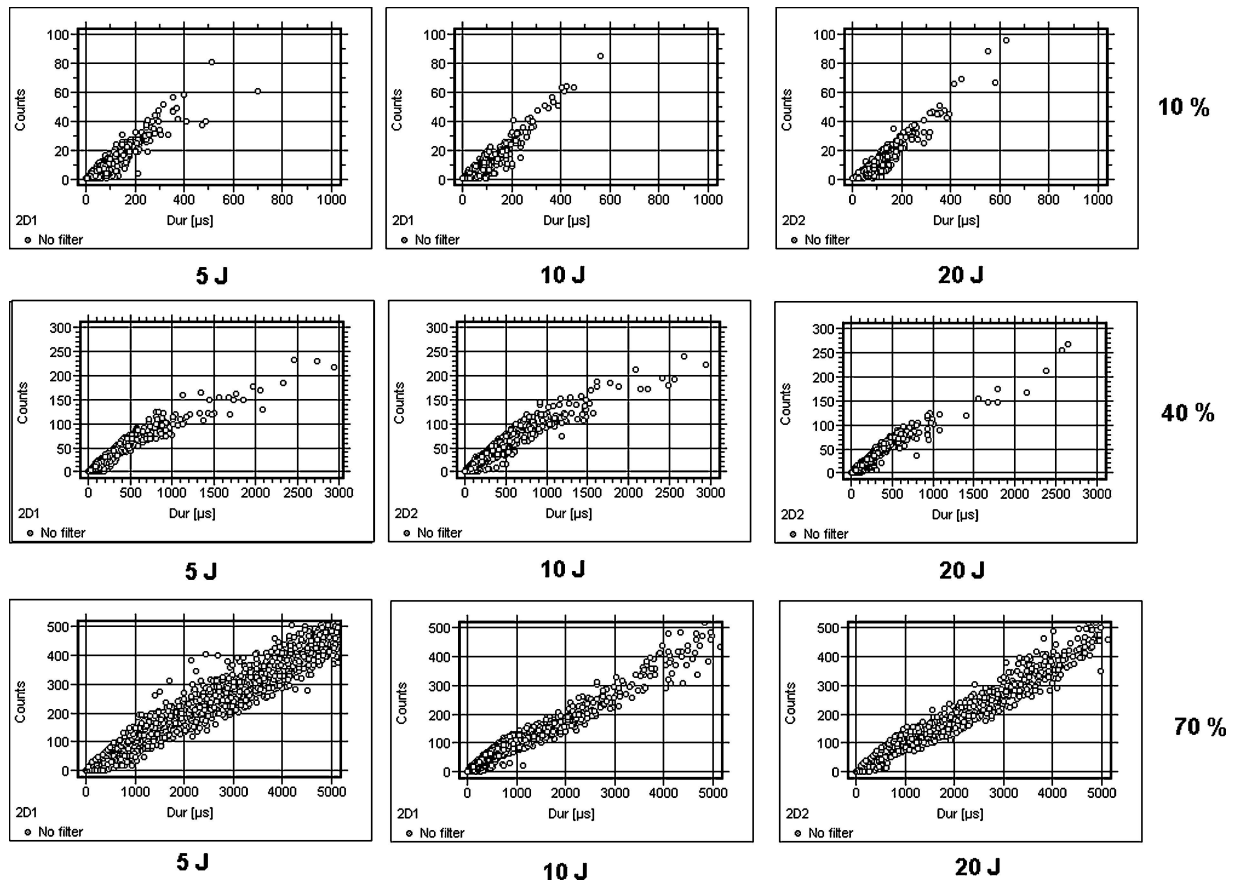 100
80
60
40
20
0
Counts
0 200 400 600 800 1000
Dur [µs]
2D1
No filter
5 J
100
80
60
40
20
0
Counts
0 200 400 600 800 1000
Dur [µs]
2D1
No filter
10 J
100
80
60
40
20
0
Counts
0 200 400 600 800 1000
Dur [µs]
2D2
No filter
20 J
10 %
300
250
200
150
100
50
0
Counts
0 500 1000 1500 2000 2500 3000
Dur [µs]
2D1
No filter
5 J
300
250
200
150
100
50
0
Counts
0 500 1000 1500 2000 2500 3000
Dur [µs]
2D2
No filter
10 J
300
250
200
150
100
50
0
Counts
0 500 1000 1500 2000 2500 3000
Dur [µs]
2D2
No filter
20 J
40 %
500
400
300
200
100
0
Counts
0 1000 2000 3000 4000 5000
Dur [µs]
2D1
No filter
5 J
500
400
300
200
100
0
Counts
0 1000 2000 3000 4000 5000
Dur [µs]
2D1
No filter
10 J
500
400
300
200
100
0
Counts
0 1000 2000 3000 4000 5000
Dur [µs]
2D2
No filter
20 J
70 %